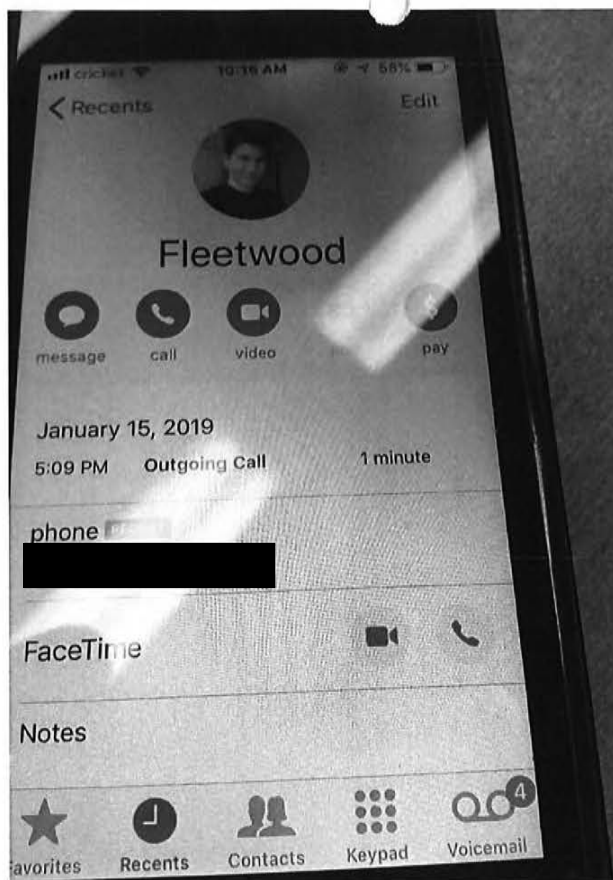 cricket 10:16 AM 58%
Recents Edit
Fleetwood
message call video pay
January 15, 2019
5:09 PM Outgoing Call 1 minute
phone
FaceTime
Notes
4
avorites Recents Contacts Keypad Voicemail